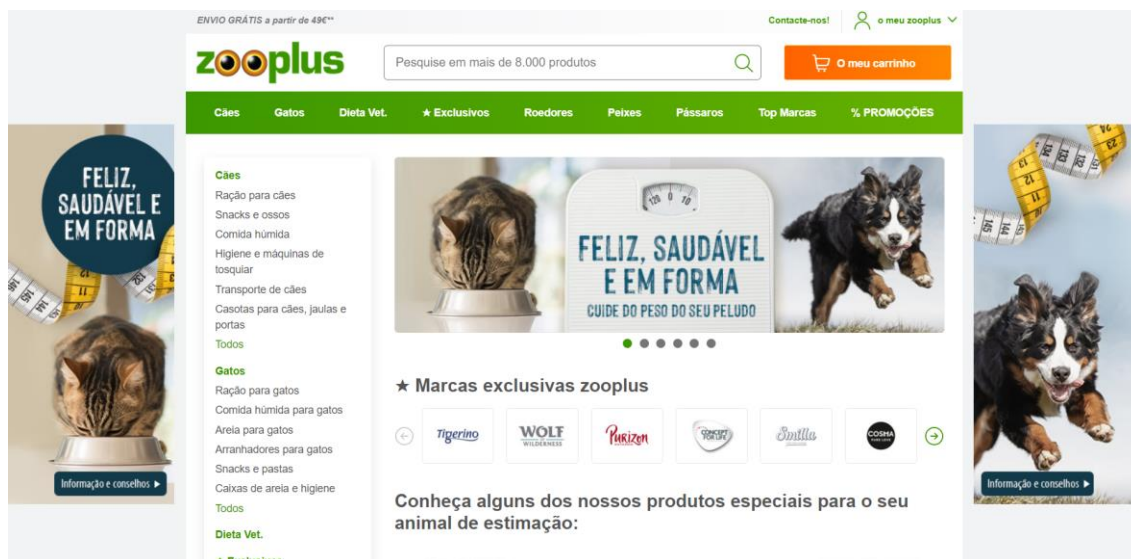 ENVIO GRÁTIS a partir de 49€**
Contacte-nos!
o meu zooplus
zooplus
Pesquise em mais de 8.000 produtos
O meu carrinho
Cães
Gatos
Dieta Vet.
★ Exclusivos
Roedores
Peixes
Pássaros
Top Marcas
% PROMOÇÕES
FELIZ,
SAUDÁVEL E
EM FORMA
Informação e conselhos
Cães
Ração para cães
Snacks e ossos
Comida húmida
Higiene e máquinas de
tosquiar
Transporte de cães
Casotas para cães, jaulas e
portas
Todos
Gatos
Ração para gatos
Comida húmida para gatos
Areia para gatos
Arranhadores para gatos
Snacks e pastas
Caixas de areia e higiene
Todos
Dieta Vet.
FELIZ, SAUDÁVEL
E EM FORMA
CUIDE DO PESO DO SEU PELUDO
★ Marcas exclusivas zooplus
Tigerino
WOLF
OF WILDERNESS
PURIZON
CONCEPT
FOR LIFE
Smilla
COSMA
Conheça alguns dos nossos produtos especiais para o seu
animal de estimação:
Informação e conselhos